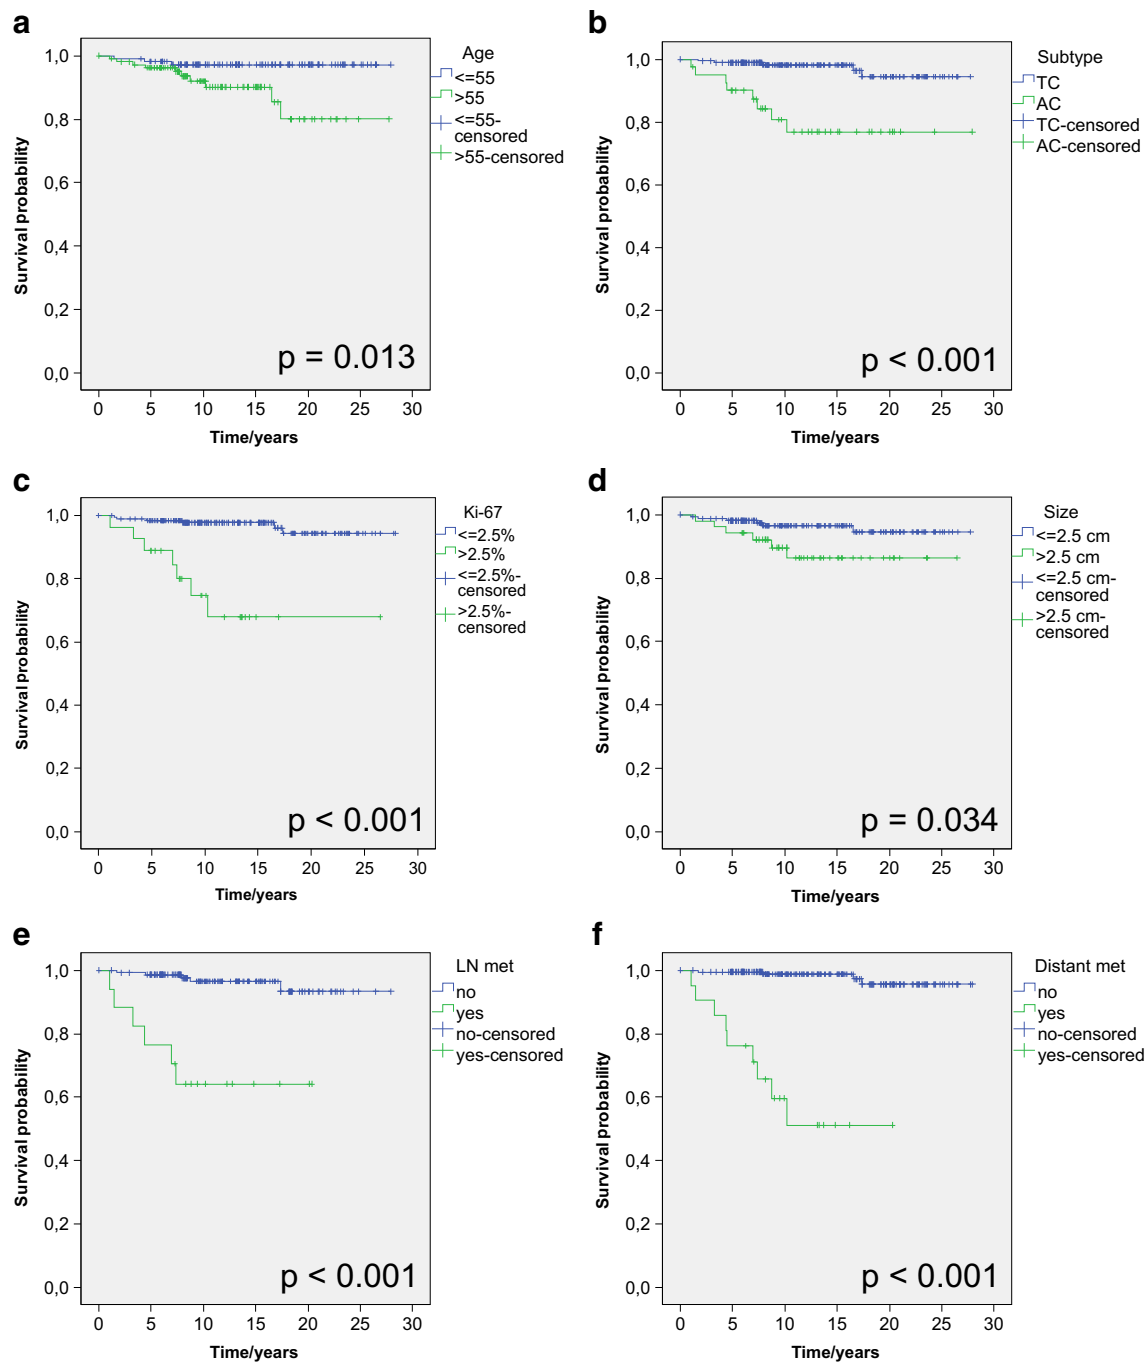 a
Age
<=55
>55
<=55-
censored
>55-censored
Survival probability
1,0
0,8
0,6
0,4
0,2
0,0
p = 0.013
0 5 10 15 20 25 30
Time/years
b
Subtype
TC
AC
TC-censored
AC-censored
Survival probability
1,0
0,8
0,6
0,4
0,2
0,0
p < 0.001
0 5 10 15 20 25 30
Time/years
c
Ki-67
<=2.5%
>2.5%
<=2.5%-
censored
>2.5%-
censored
Survival probability
1,0
0,8
0,6
0,4
0,2
0,0
p < 0.001
0 5 10 15 20 25 30
Time/years
d
Size
<=2.5 cm
>2.5 cm
<=2.5 cm-
censored
>2.5 cm-
censored
Survival probability
1,0
0,8
0,6
0,4
0,2
0,0
p = 0.034
0 5 10 15 20 25 30
Time/years
e
LN met
no
yes
no-censored
yes-censored
Survival probability
1,0
0,8
0,6
0,4
0,2
0,0
p < 0.001
0 5 10 15 20 25 30
Time/years
f
Distant met
no
yes
no-censored
yes-censored
Survival probability
1,0
0,8
0,6
0,4
0,2
0,0
p < 0.001
0 5 10 15 20 25 30
Time/years